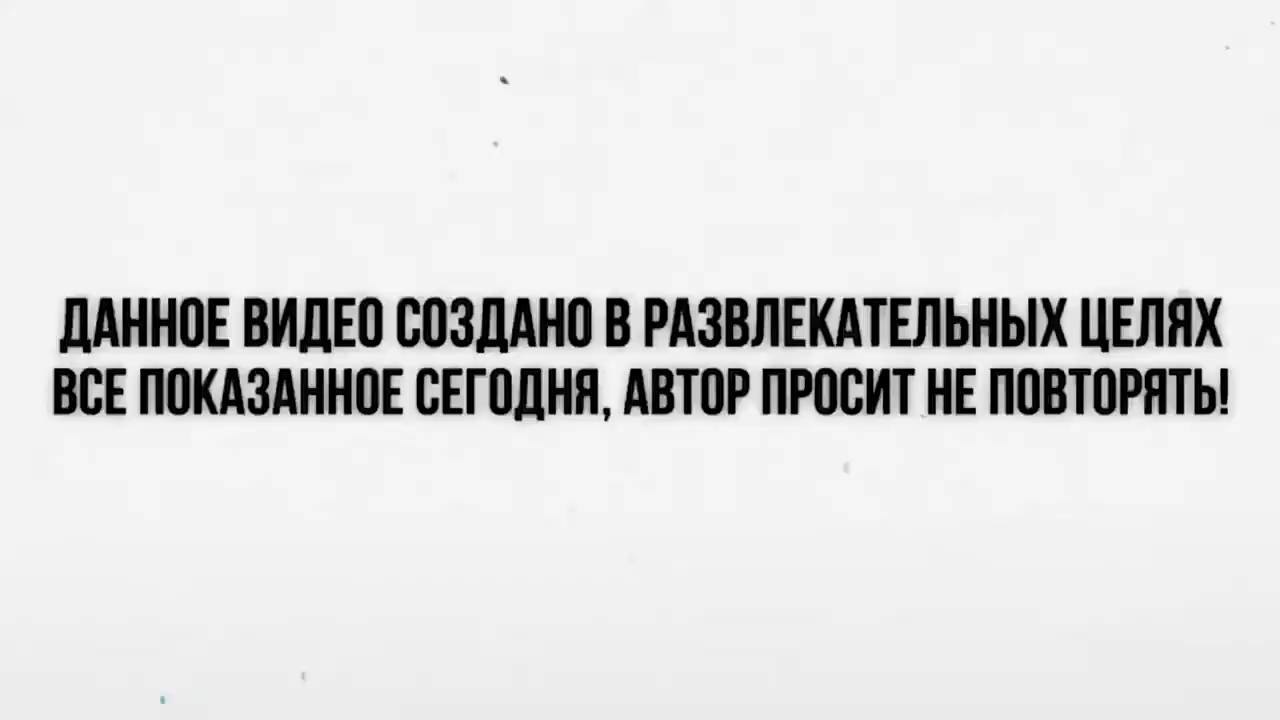 ДАННОЕ ВИДЕО СОЗДАНО В РАЗВЛЕКАТЕЛЬНЫХ ЦЕЛЯХ
ВСЕ ПОКАЗАННОЕ СЕГОДНЯ, АВТОР ПРОСИТ НЕ ПОВТОРЯТЬ!